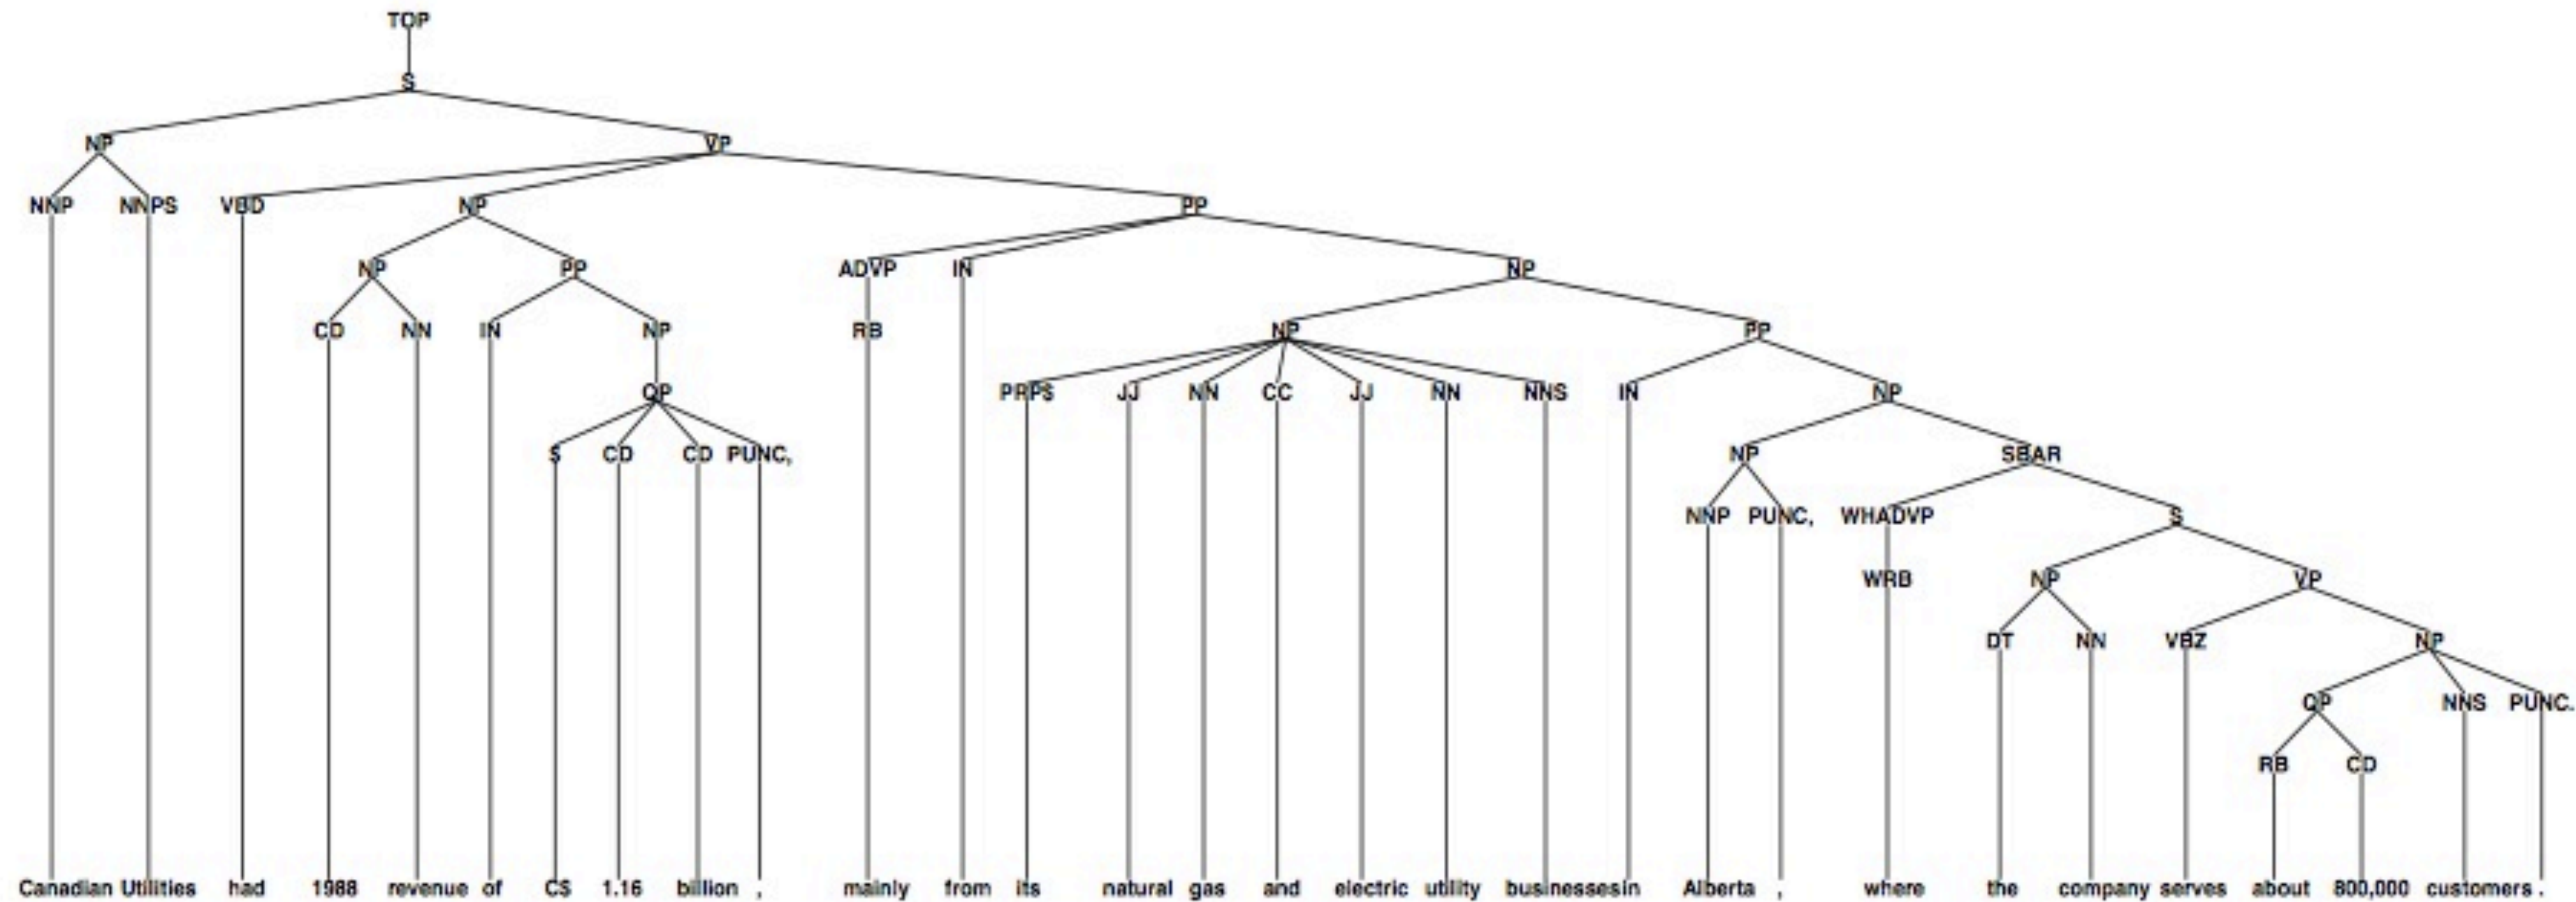 TOP
S
NP VP
NNP NNPS VBD NP PP
NP PP ADVP IN NP
CD NN IN NP RB NP PP
QP PRPS JJ NN CC JJ NN NNS IN NP
$ CD CD PUNC, NP SBAR
NNP PUNC, WHADVP S
WRB NP VP
DT NN VBZ NP
QP NNS PUNC.
RB CD
Canadian Utilities had 1988 revenue of C$ 1.16 billion , mainly from its natural gas and electric utility businessesin Alberta , where the company serves about 800,000 customers .